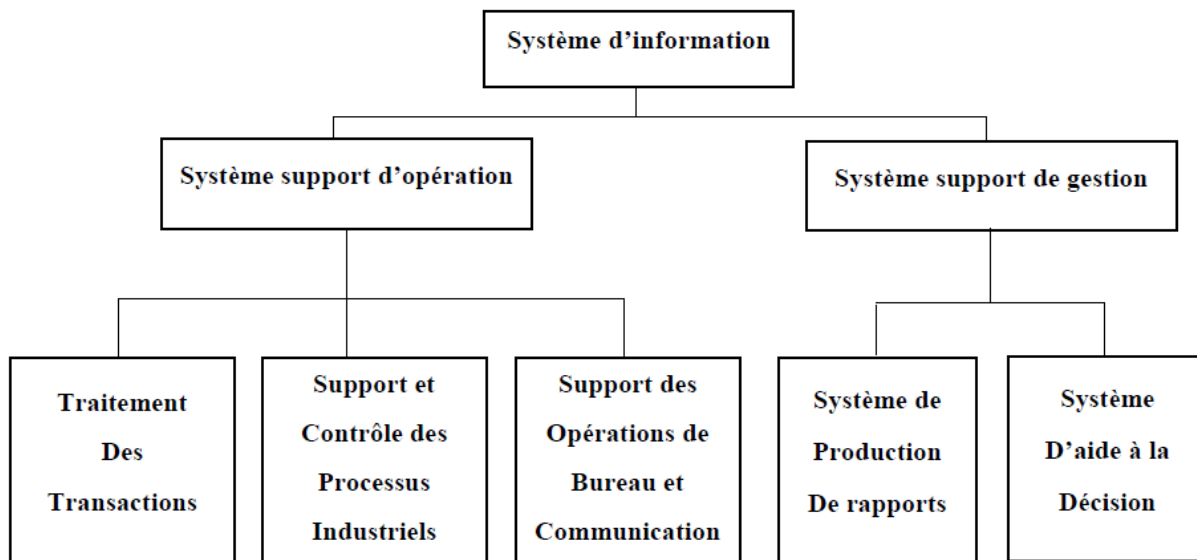 Système d’information
Système support d’opération
Système support de gestion
Traitement
Des
Transactions
Support et
Contrôle des
Processus
Industriels
Support des
Opérations de
Bureau et
Communication
Système de
Production
De rapports
Système
D’aide à la
Décision